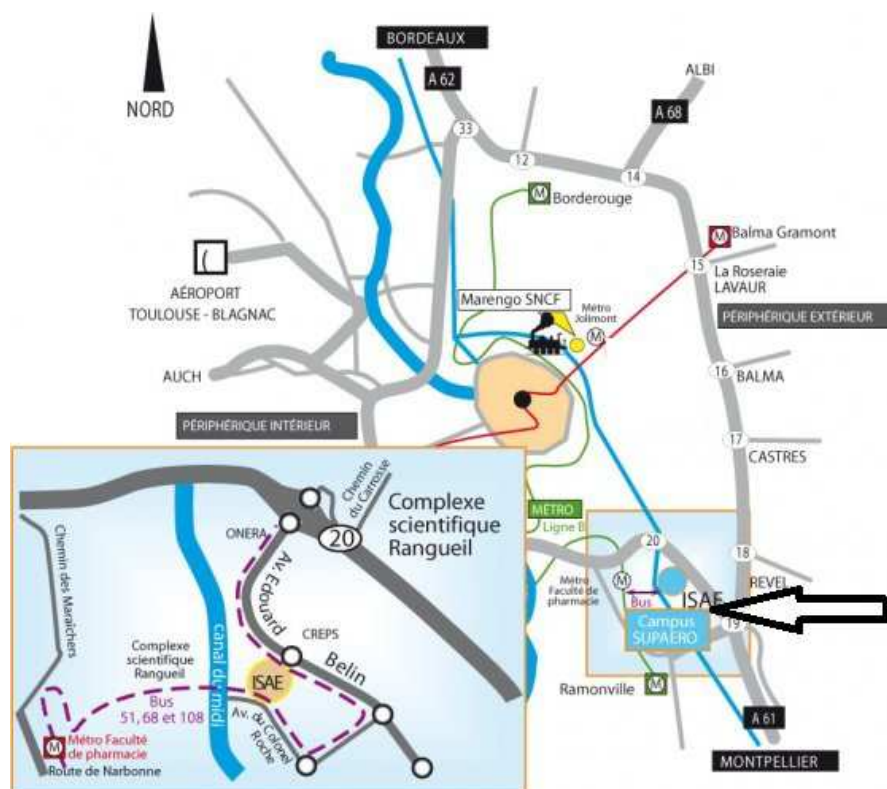 BORDEAUX
A 62
ALBI
A 68
NORD
33
12
14
M Borderouge
M Balma Gramont
15
La Roseraie
LAVAUR
AÉROPORT
TOULOUSE - BLAGNAC
Marengo SNCF
Métro
Jolimont
M
PÉRIPHÉRIQUE EXTÉRIEUR
AUCH
16
BALMA
PÉRIPHÉRIQUE INTÉRIEUR
17
CASTRES
MÉTRO
Ligne B
20
18
REVEL
Métro
Faculté de
pharmacie
M
Bus
ISAE
Campus
SUPAERO
19
Ramonville
M
A 61
MONTPELLIER
Chemin
du Carrosse
Complexe
scientifique
Rangueil
ONERA
20
Chemin des Maraîchers
Av. Edouard
Belin
canal du midi
CREPS
Complexe
scientifique
Rangueil
ISAE
Bus
51, 68 et 108
Av. du Colonel
Roche
M
Métro Faculté
de pharmacie
Route de Narbonne